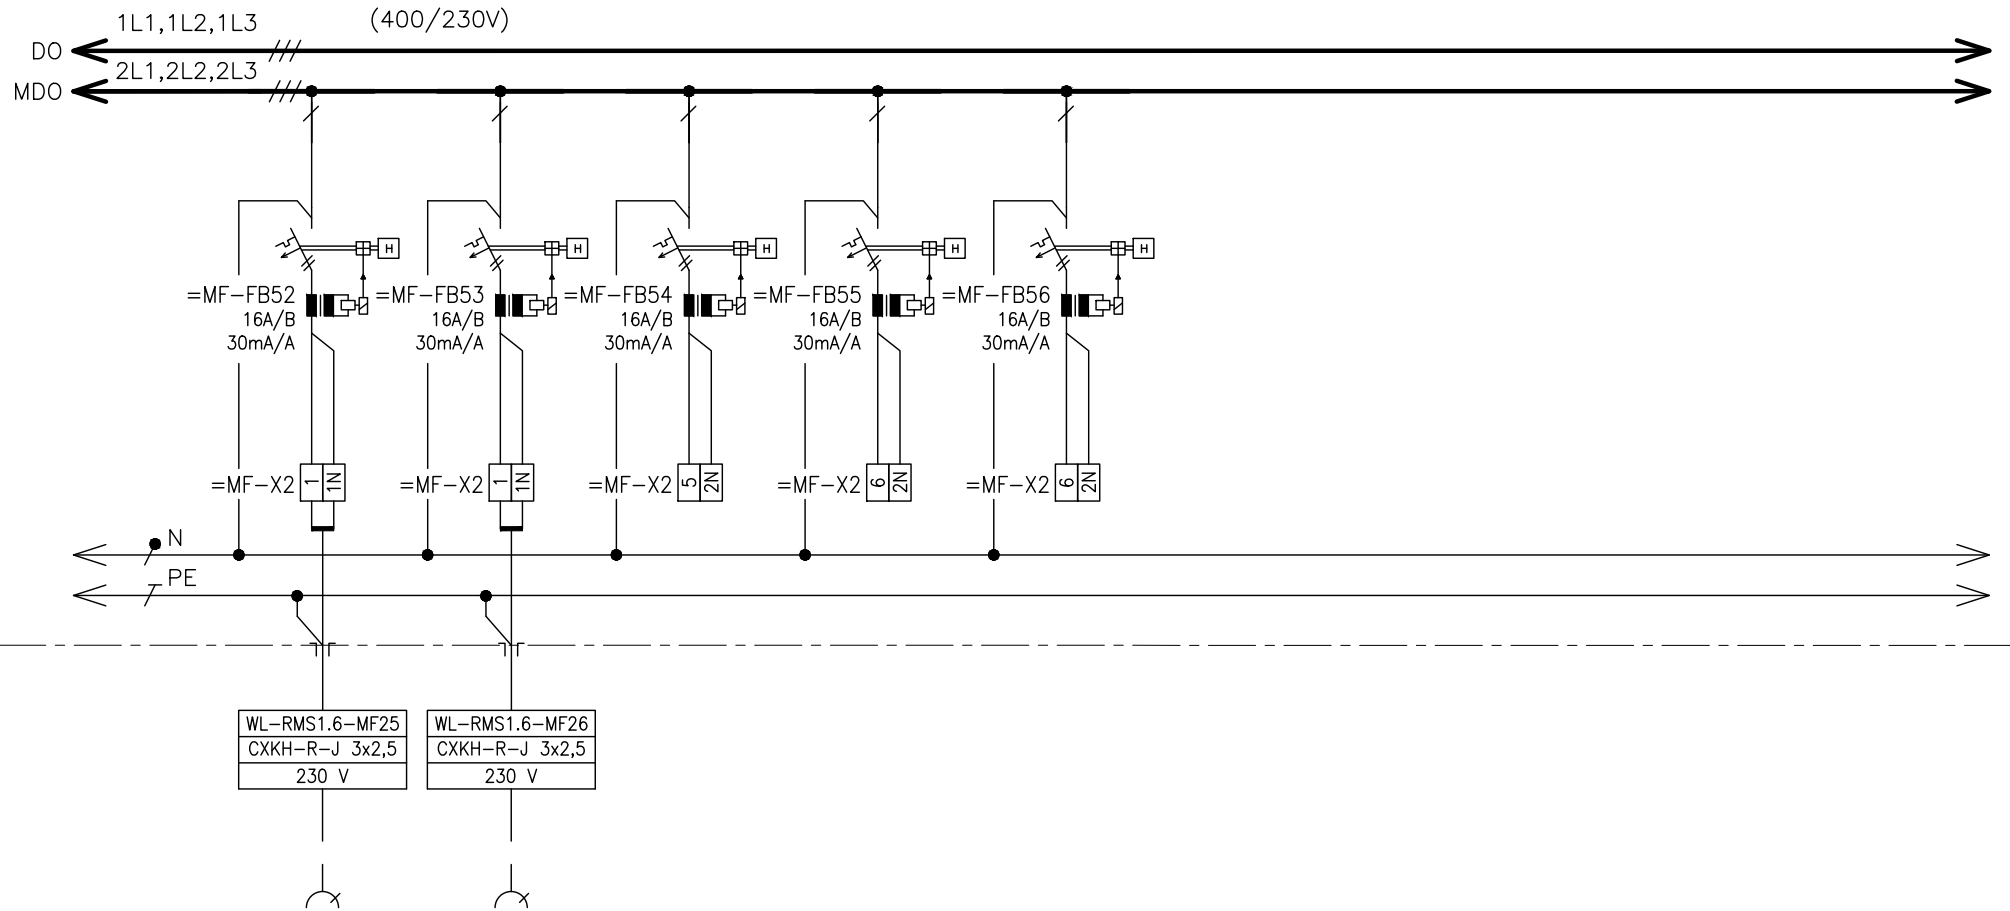 1L1,1L2,1L3
(400/230V)
DO
2L1,2L2,2L3
MDO
H
H
H
H
H
=MF-FB52
16A/B
30mA/A
=MF-FB53
16A/B
30mA/A
=MF-FB54
16A/B
30mA/A
=MF-FB55
16A/B
30mA/A
=MF-FB56
16A/B
30mA/A
=MF-X2 1 1N
=MF-X2 1 1N
=MF-X2 5 2N
=MF-X2 6 2N
=MF-X2 6 2N
N
PE
WL-RMS1.6-MF25
CXKH-R-J 3x2,5
230 V
WL-RMS1.6-MF26
CXKH-R-J 3x2,5
230 V